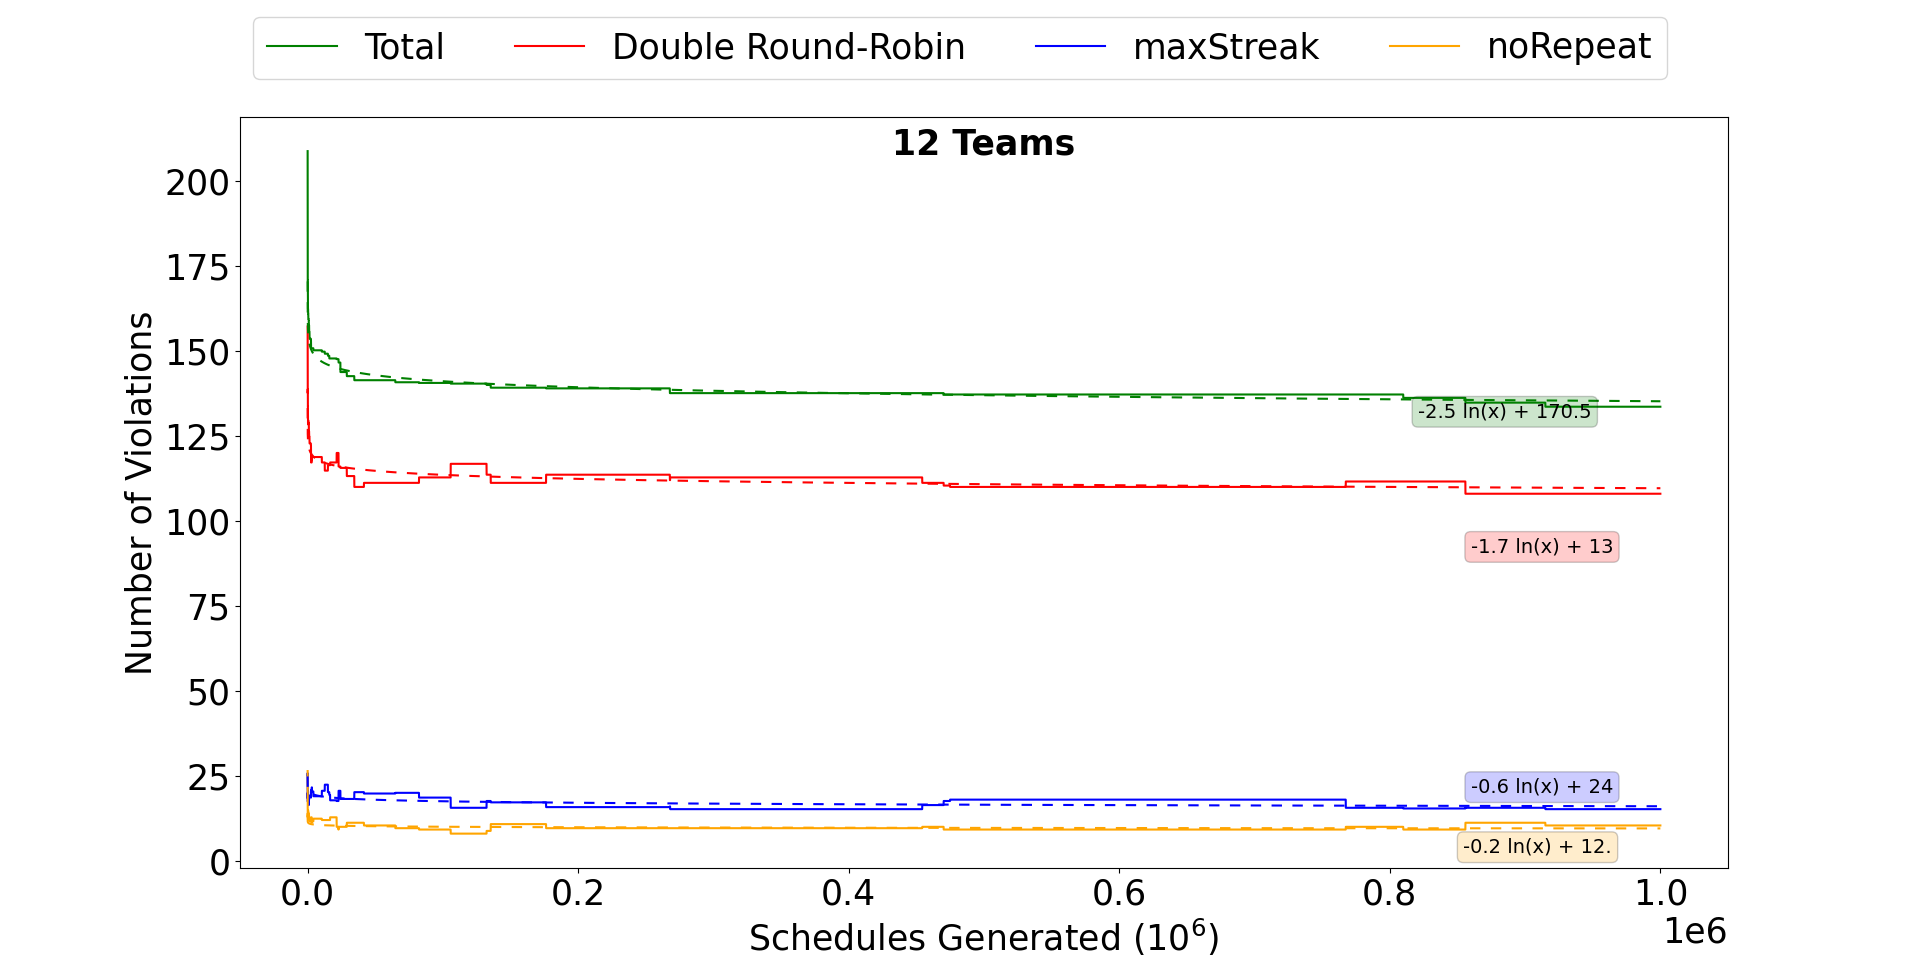 Total Double Round-Robin maxStreak noRepeat
12 Teams
200
175
150
125
100
75
50
25
0
Number of Violations
-2.5 ln(x) + 170.5
-1.7 ln(x) + 13
-0.6 ln(x) + 24
-0.2 ln(x) + 12.
0.0 0.2 0.4 0.6 0.8 1.0
1e6
Schedules Generated (10⁶)